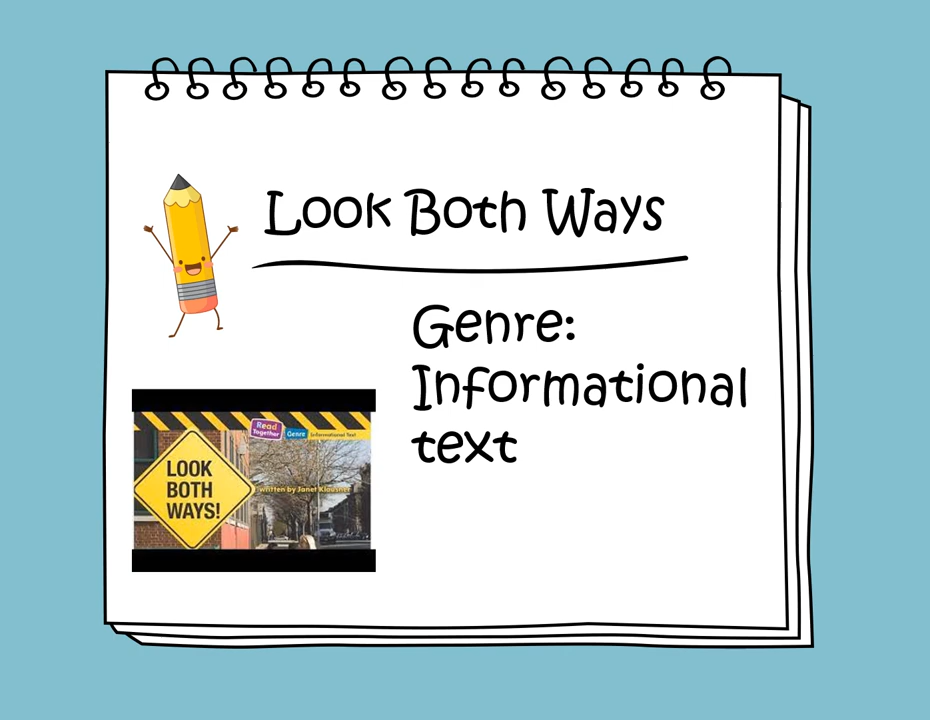 Look Both Ways
Genre:
Informational
text
Read
Together
Genre
Informational Text
LOOK
BOTH
WAYS!
written by Janet Klausner